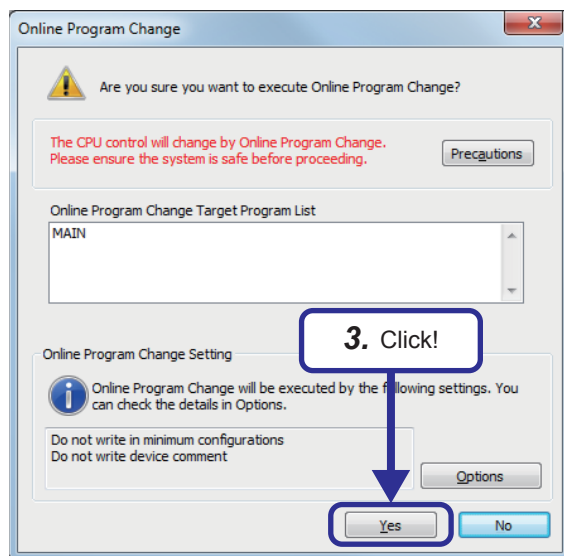 Online Program Change
x
Are you sure you want to execute Online Program Change?
The CPU control will change by Online Program Change.
Please ensure the system is safe before proceeding.
Precautions
Online Program Change Target Program List
MAIN
3. Click!
Online Program Change Setting
Online Program Change will be executed by the following settings. You
can check the details in Options.
Do not write in minimum configurations
Do not write device comment
Options
Yes
No